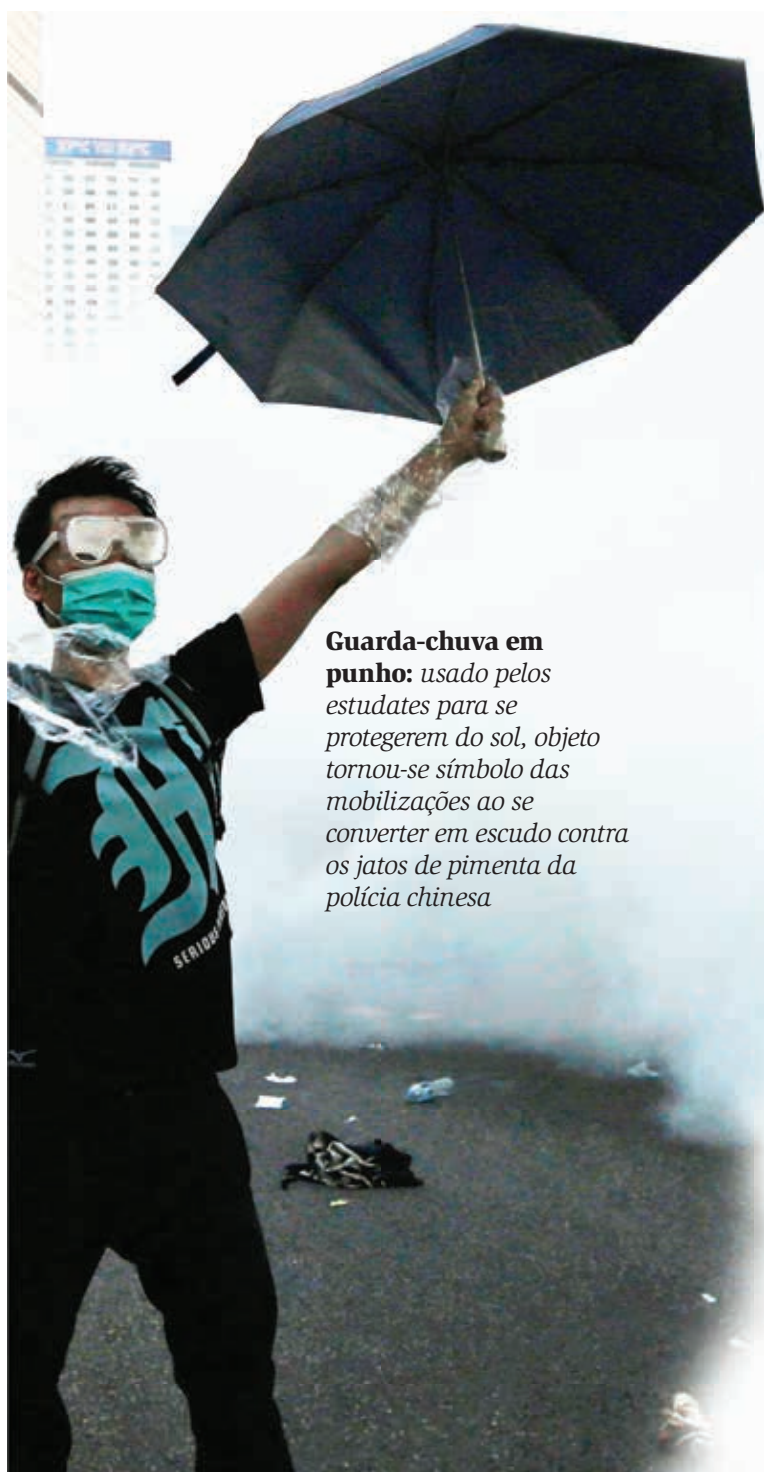 Guarda-chuva em
punho: usado pelos
estudates para se
protegerem do sol, objeto
tornou-se símbolo das
mobilizações ao se
converter em escudo contra
os jatos de pimenta da
polícia chinesa